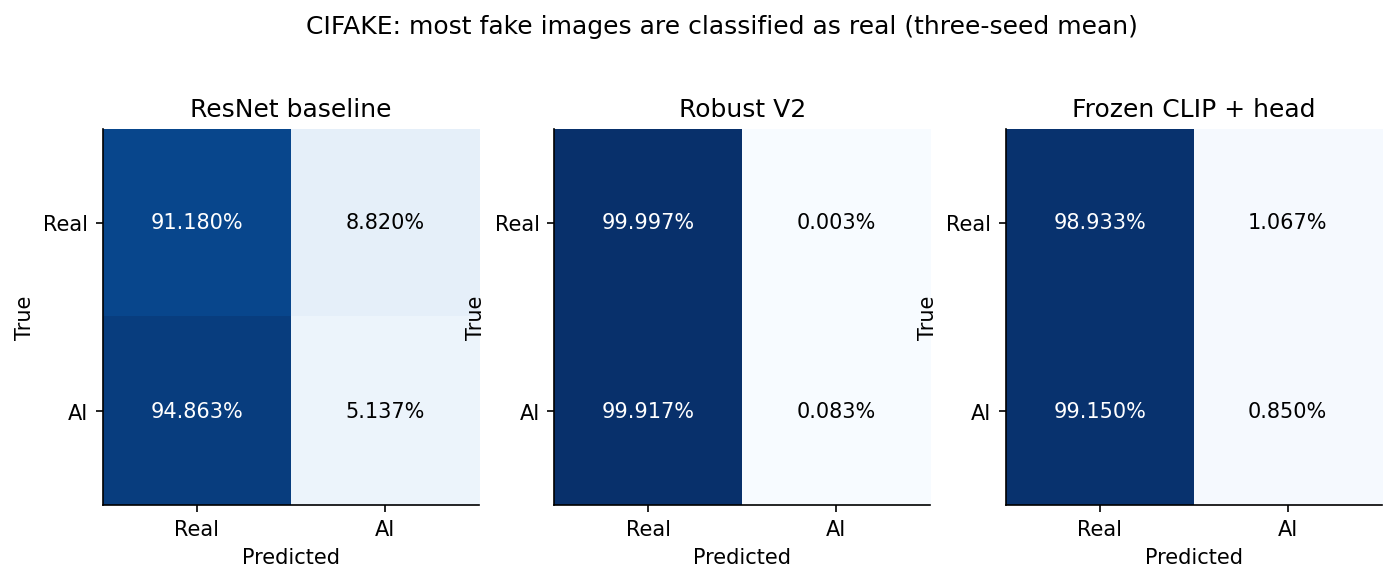 CIFAKE: most fake images are classified as real (three-seed mean)
ResNet baseline
True
Real
91.180%
8.820%
AI
94.863%
5.137%
Real
AI
Predicted
Robust V2
True
Real
99.997%
0.003%
AI
99.917%
0.083%
Real
AI
Predicted
Frozen CLIP + head
True
Real
98.933%
1.067%
AI
99.150%
0.850%
Real
AI
Predicted